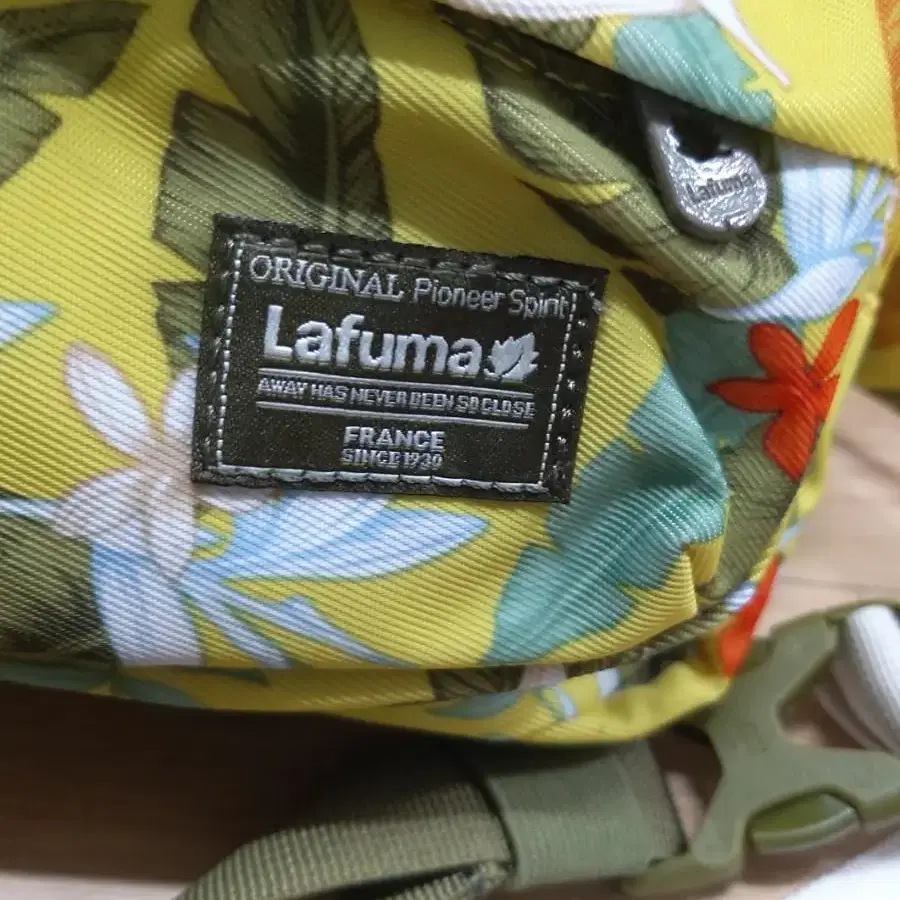 Lafuma
ORIGINAL Pioneer Spirit
Lafuma
AWAY HAS NEVER BEEN SO CLOSE
FRANCE
SINCE 1930